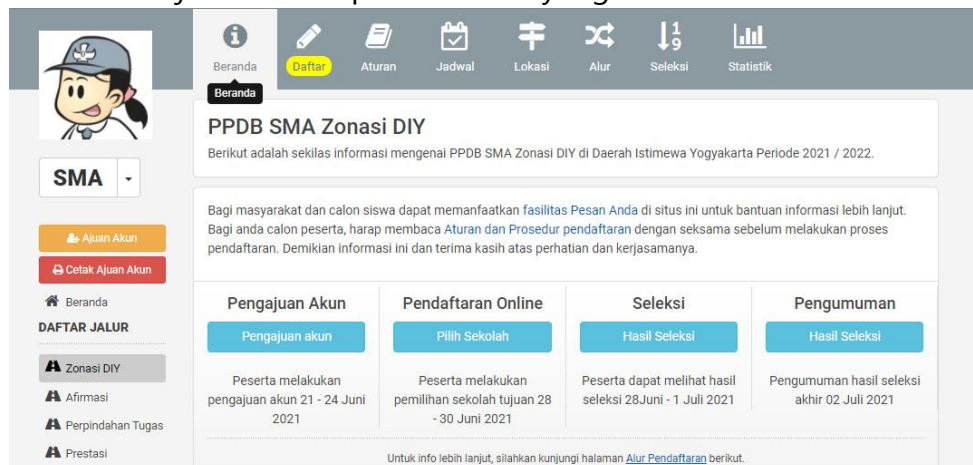 Beranda
Daftar
Aturan
Jadwal
Lokasi
Alur
Seleksi
Statistik
Beranda
PPDB SMA Zonasi DIY
Berikut adalah sekilas informasi mengenai PPDB SMA Zonasi DIY di Daerah Istimewa Yogyakarta Periode 2021 / 2022.
SMA
Ajuan Akun
Cetak Ajuan Akun
Beranda
DAFTAR JALUR
Zonasi DIY
Afirmasi
Perpindahan Tugas
Prestasi
Bagi masyarakat dan calon siswa dapat memanfaatkan fasilitas Pesan Anda di situs ini untuk bantuan informasi lebih lanjut.
Bagi anda calon peserta, harap membaca Aturan dan Prosedur pendaftaran dengan seksama sebelum melakukan proses
pendaftaran. Demikian informasi ini dan terima kasih atas perhatian dan kerjasamanya.
Pengajuan Akun
Pengajuan akun
Peserta melakukan
pengajuan akun 21 - 24 Juni
2021
Pendaftaran Online
Pilih Sekolah
Peserta melakukan
pemilihan sekolah tujuan 28
- 30 Juni 2021
Seleksi
Hasil Seleksi
Peserta dapat melihat hasil
seleksi 28Juni - 1 Juli 2021
Pengumuman
Hasil Seleksi
Pengumuman hasil seleksi
akhir 02 Juli 2021
Untuk info lebih lanjut, silahkan kunjungi halaman Alur Pendaftaran berikut.